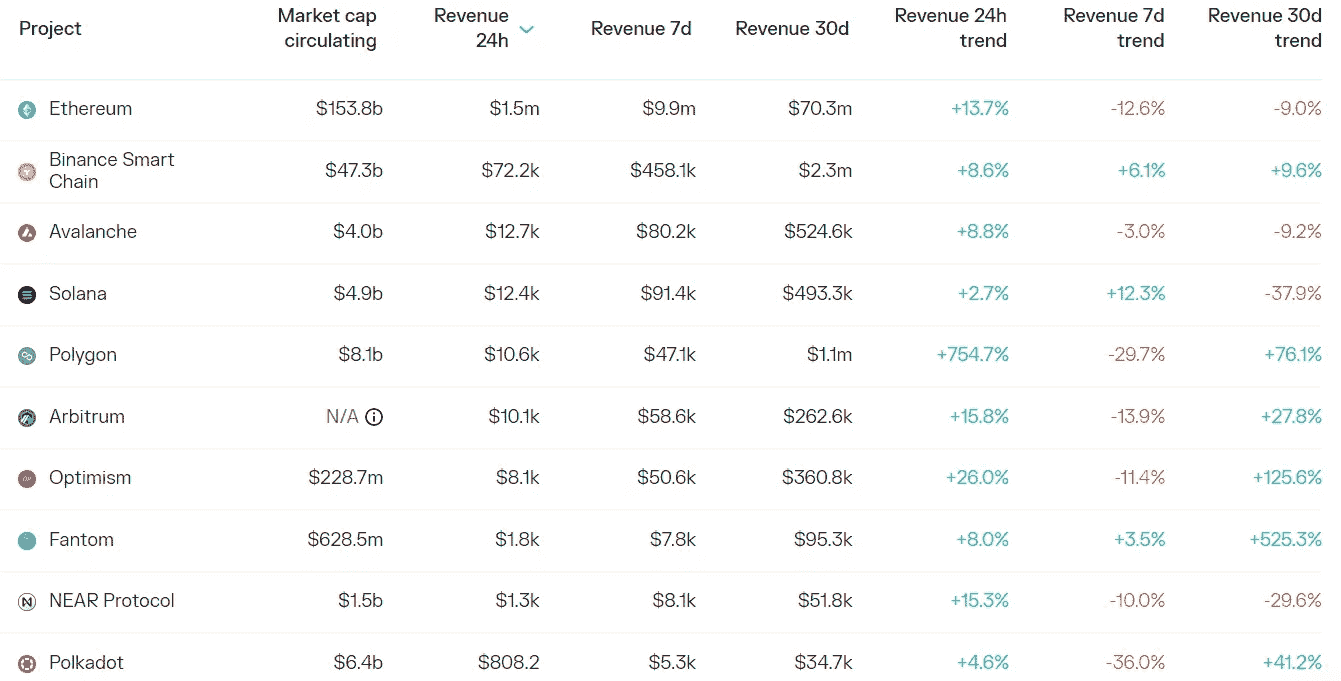 Project Market cap circulating Revenue 24h Revenue 7d Revenue 30d Revenue 24h trend Revenue 7d trend Revenue 30d trend
Ethereum $153.8b $1.5m $9.9m $70.3m +13.7% -12.6% -9.0%
Binance Smart Chain $47.3b $72.2k $458.1k $2.3m +8.6% +6.1% +9.6%
Avalanche $4.0b $12.7k $80.2k $524.6k +8.8% -3.0% -9.2%
Solana $4.9b $12.4k $91.4k $493.3k +2.7% +12.3% -37.9%
Polygon $8.1b $10.6k $47.1k $1.1m +754.7% -29.7% +76.1%
Arbitrum N/A $10.1k $58.6k $262.6k +15.8% -13.9% +27.8%
Optimism $228.7m $8.1k $50.6k $360.8k +26.0% -11.4% +125.6%
Fantom $628.5m $1.8k $7.8k $95.3k +8.0% +3.5% +525.3%
NEAR Protocol $1.5b $1.3k $8.1k $51.8k +15.3% -10.0% -29.6%
Polkadot $6.4b $808.2 $5.3k $34.7k +4.6% -36.0% +41.2%